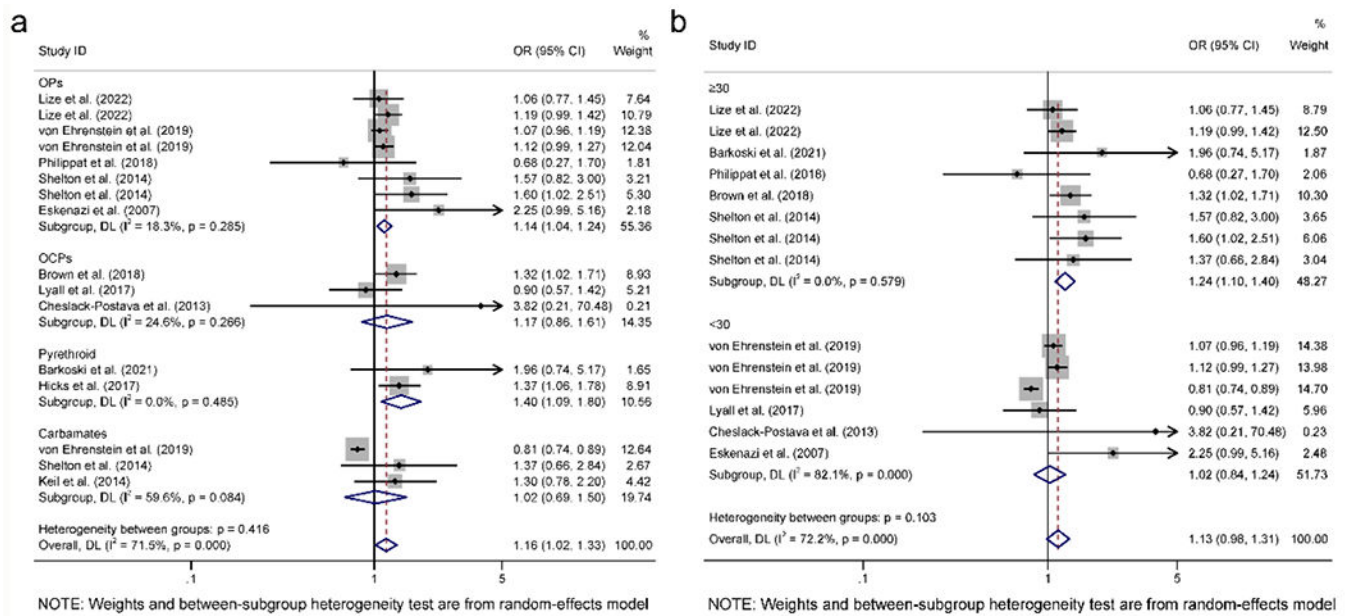 a
%
Study ID OR (95% CI) Weight
OPs
Lize et al. (2022) 1.06 (0.77, 1.45) 7.64
Lize et al. (2022) 1.19 (0.99, 1.42) 10.79
von Ehrenstein et al. (2019) 1.07 (0.96, 1.19) 12.38
von Ehrenstein et al. (2019) 1.12 (0.99, 1.27) 12.04
Philippat et al. (2018) 0.68 (0.27, 1.70) 1.81
Shelton et al. (2014) 1.57 (0.82, 3.00) 3.21
Shelton et al. (2014) 1.60 (1.02, 2.51) 5.30
Eskenazi et al. (2007) 2.25 (0.99, 5.16) 2.18
Subgroup, DL (I² = 18.3%, p = 0.285) 1.14 (1.04, 1.24) 55.36
OCPs
Brown et al. (2018) 1.32 (1.02, 1.71) 8.93
Lyall et al. (2017) 0.90 (0.57, 1.42) 5.21
Cheslack-Postava et al. (2013) 3.82 (0.21, 70.48) 0.21
Subgroup, DL (I² = 24.6%, p = 0.266) 1.17 (0.86, 1.61) 14.35
Pyrethroid
Barkoski et al. (2021) 1.96 (0.74, 5.17) 1.65
Hicks et al. (2017) 1.37 (1.06, 1.78) 8.91
Subgroup, DL (I² = 0.0%, p = 0.485) 1.40 (1.09, 1.80) 10.56
Carbamates
von Ehrenstein et al. (2019) 0.81 (0.74, 0.89) 12.64
Shelton et al. (2014) 1.37 (0.66, 2.84) 2.67
Keil et al. (2014) 1.30 (0.78, 2.20) 4.42
Subgroup, DL (I² = 59.6%, p = 0.084) 1.02 (0.69, 1.50) 19.74
Heterogeneity between groups: p = 0.416
Overall, DL (I² = 71.5%, p = 0.000) 1.16 (1.02, 1.33) 100.00
.1 1 5
NOTE: Weights and between-subgroup heterogeneity test are from random-effects model
b
%
Study ID OR (95% CI) Weight
≥30
Lize et al. (2022) 1.06 (0.77, 1.45) 8.79
Lize et al. (2022) 1.19 (0.99, 1.42) 12.50
Barkoski et al. (2021) 1.96 (0.74, 5.17) 1.87
Philippat et al. (2018) 0.68 (0.27, 1.70) 2.06
Brown et al. (2018) 1.32 (1.02, 1.71) 10.30
Shelton et al. (2014) 1.57 (0.82, 3.00) 3.65
Shelton et al. (2014) 1.60 (1.02, 2.51) 6.06
Shelton et al. (2014) 1.37 (0.66, 2.84) 3.04
Subgroup, DL (I² = 0.0%, p = 0.579) 1.24 (1.10, 1.40) 48.27
<30
von Ehrenstein et al. (2019) 1.07 (0.96, 1.19) 14.38
von Ehrenstein et al. (2019) 1.12 (0.99, 1.27) 13.98
von Ehrenstein et al. (2019) 0.81 (0.74, 0.89) 14.70
Lyall et al. (2017) 0.90 (0.57, 1.42) 5.96
Cheslack-Postava et al. (2013) 3.82 (0.21, 70.48) 0.23
Eskenazi et al. (2007) 2.25 (0.99, 5.16) 2.48
Subgroup, DL (I² = 82.1%, p = 0.000) 1.02 (0.84, 1.24) 51.73
Heterogeneity between groups: p = 0.103
Overall, DL (I² = 72.2%, p = 0.000) 1.13 (0.98, 1.31) 100.00
.1 1 5
NOTE: Weights and between-subgroup heterogeneity test are from random-effects model